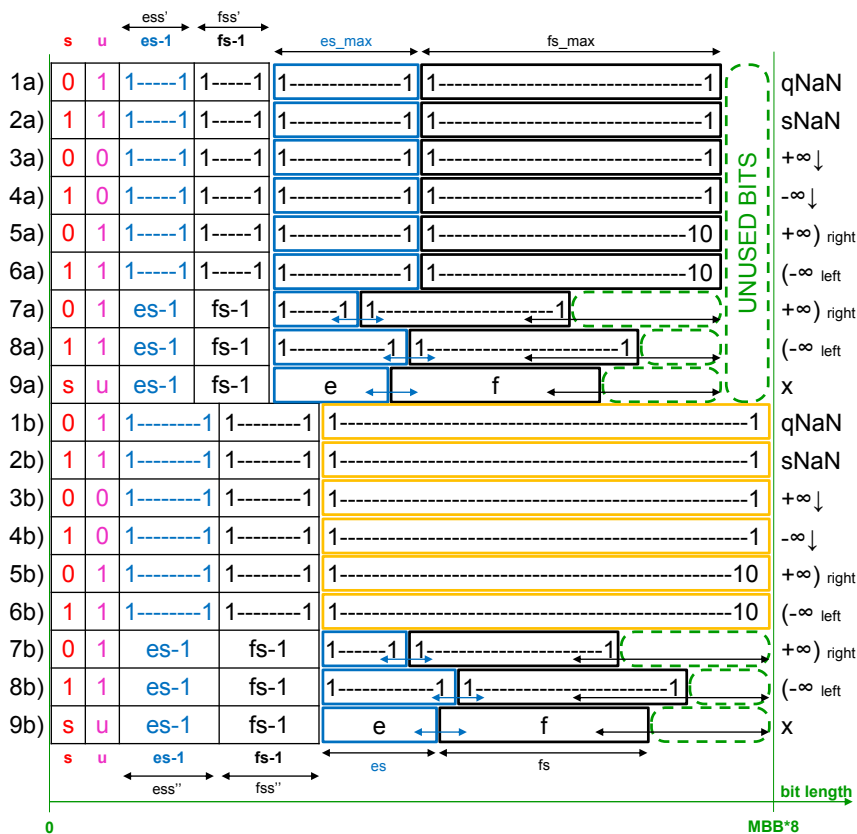 ess' fss'
s u es-1 fs-1 es_max fs_max
1a) 0 1 1-----1 1-----1 1--------------1 1------------------------------1 qNaN
2a) 1 1 1-----1 1-----1 1--------------1 1------------------------------1 sNaN
3a) 0 0 1-----1 1-----1 1--------------1 1------------------------------1 +∞↓
4a) 1 0 1-----1 1-----1 1--------------1 1------------------------------1 -∞↓
5a) 0 1 1-----1 1-----1 1--------------1 1-----------------------------10 +∞) right
6a) 1 1 1-----1 1-----1 1--------------1 1-----------------------------10 (-∞ left
7a) 0 1 es-1 fs-1 1------1 1---------------------1 +∞) right
8a) 1 1 es-1 fs-1 1------------1 1---------------------1 (-∞ left
9a) s u es-1 fs-1 e f x
UNUSED BITS
1b) 0 1 1---------1 1--------1 1----------------------------------------------1 qNaN
2b) 1 1 1---------1 1--------1 1----------------------------------------------1 sNaN
3b) 0 0 1---------1 1--------1 1----------------------------------------------1 +∞↓
4b) 1 0 1---------1 1--------1 1----------------------------------------------1 -∞↓
5b) 0 1 1---------1 1--------1 1---------------------------------------------10 +∞) right
6b) 1 1 1---------1 1--------1 1---------------------------------------------10 (-∞ left
7b) 0 1 es-1 fs-1 1------1 1---------------------1 +∞) right
8b) 1 1 es-1 fs-1 1------------1 1---------------------1 (-∞ left
9b) s u es-1 fs-1 e f x
s u es-1 fs-1 es fs
ess'' fss''
bit length
0 MBB*8